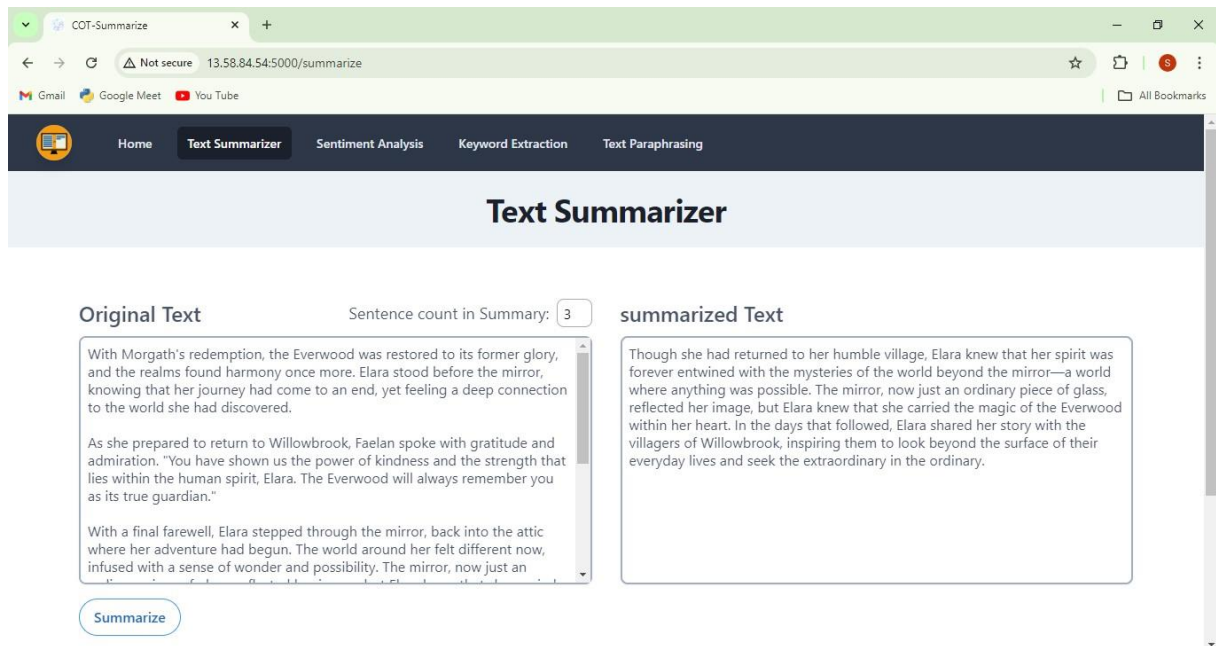 COT-Summarize
Not secure 13.58.84.54:5000/summarize
S
Gmail Google Meet You Tube All Bookmarks
Home Text Summarizer Sentiment Analysis Keyword Extraction Text Paraphrasing
Text Summarizer
Original Text Sentence count in Summary: 3
With Morgath's redemption, the Everwood was restored to its former glory,
and the realms found harmony once more. Elara stood before the mirror,
knowing that her journey had come to an end, yet feeling a deep connection
to the world she had discovered.
As she prepared to return to Willowbrook, Faelan spoke with gratitude and
admiration. "You have shown us the power of kindness and the strength that
lies within the human spirit, Elara. The Everwood will always remember you
as its true guardian."
With a final farewell, Elara stepped through the mirror, back into the attic
where her adventure had begun. The world around her felt different now,
infused with a sense of wonder and possibility. The mirror, now just an
summarized Text
Though she had returned to her humble village, Elara knew that her spirit was
forever entwined with the mysteries of the world beyond the mirror—a world
where anything was possible. The mirror, now just an ordinary piece of glass,
reflected her image, but Elara knew that she carried the magic of the Everwood
within her heart. In the days that followed, Elara shared her story with the
villagers of Willowbrook, inspiring them to look beyond the surface of their
everyday lives and seek the extraordinary in the ordinary.
Summarize